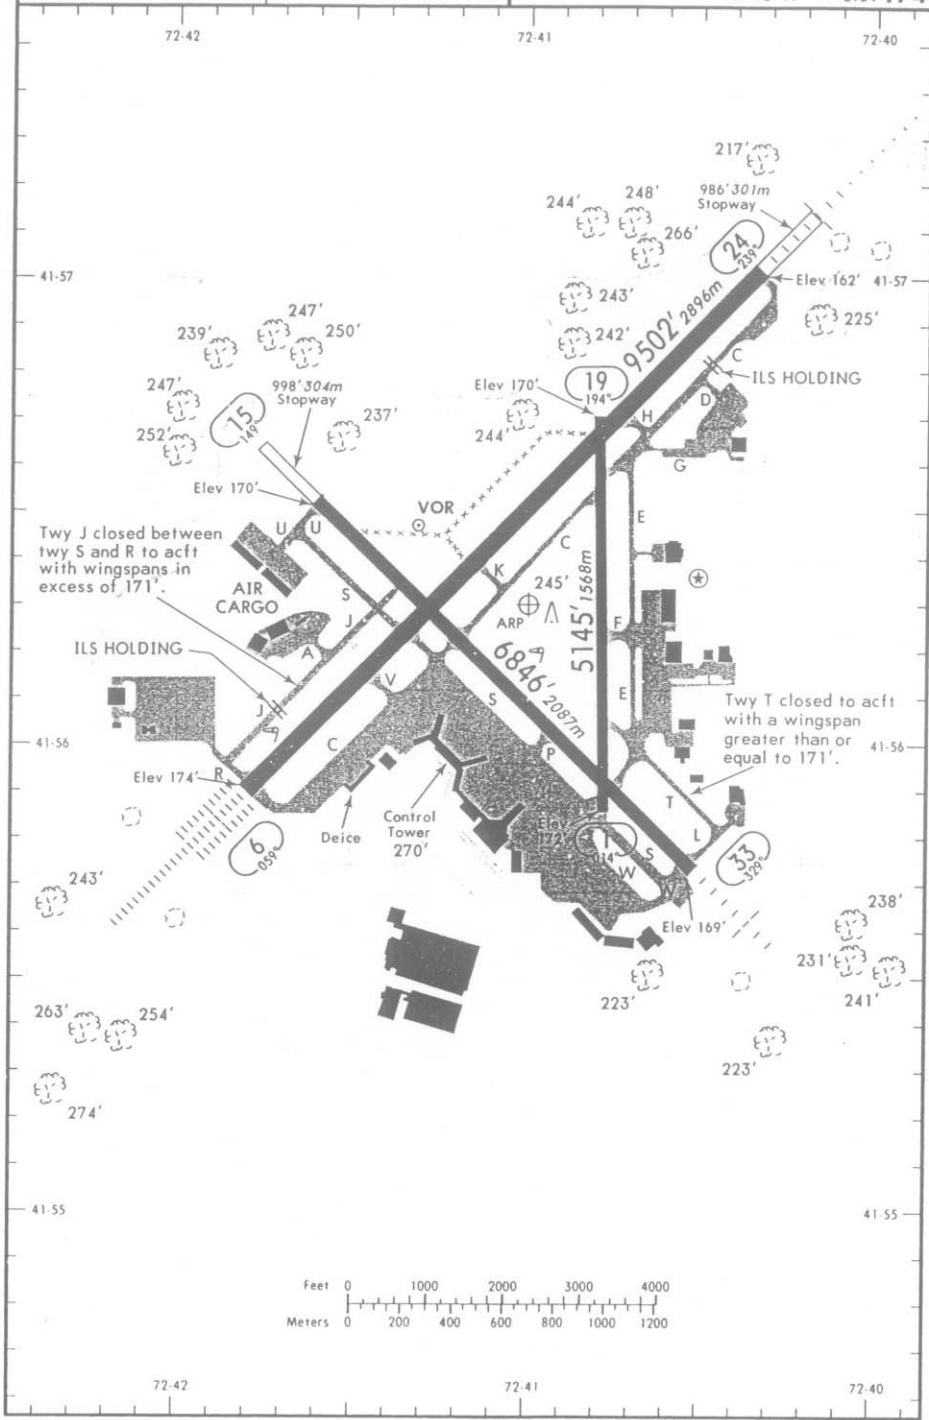 72-42
72-41
72-40
217'
986' 301m
Stopway
244'
248'
266'
24
239°
41-57
Elev 162'
41-57
243'
9502' 2896m
247'
250'
239'
242'
225'
C
ILS HOLDING
998' 304m
Stopway
Elev 170'
19
194°
D
247'
15
149°
237'
244'
H
252'
G
Elev 170'
VOR
E
Twy J closed between
twy S and R to acft
with wingspans in
excess of 171'.
U
U
C
K
245'
ARP
5145' 1568m
AIR
CARGO
S
J
F
ILS HOLDING
A
6846' 2087m
V
S
E
Twy T closed to acft
with a wingspan
greater than or
equal to 171'.
J
41-56
C
P
41-56
R
Elev 174'
T
Deice
Control
Tower
270'
Elev
172'
1
014°
L
6
059°
S
W
33
329°
W
243'
Elev 169'
238'
231'
241'
223'
263'
254'
223'
274'
41-55
41-55
Feet 0 1000 2000 3000 4000
Meters 0 200 400 600 800 1000 1200
72-42
72-41
72-40